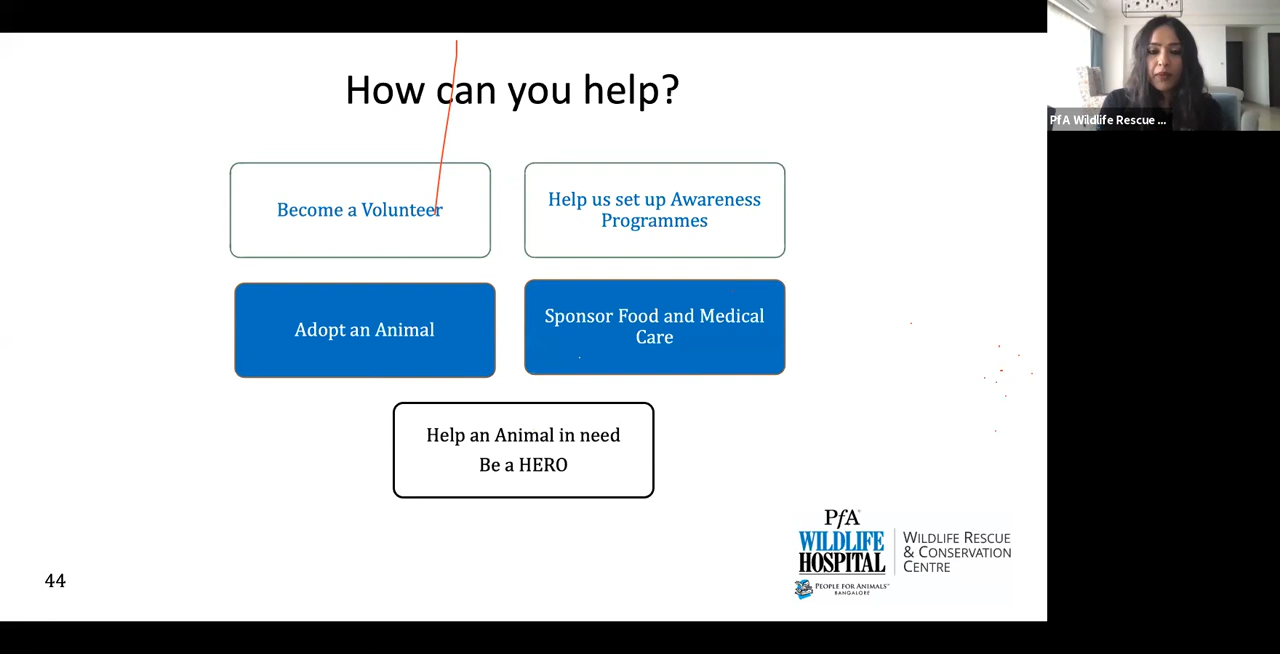 How can you help?
PfA Wildlife Rescue ...
Become a Volunteer
Help us set up Awareness
Programmes
Adopt an Animal
Sponsor Food and Medical
Care
Help an Animal in need
Be a HERO
PfA
WILDLIFE
HOSPITAL
PEOPLE FOR ANIMALS
BANGALORE
WILDLIFE RESCUE
& CONSERVATION
CENTRE
44